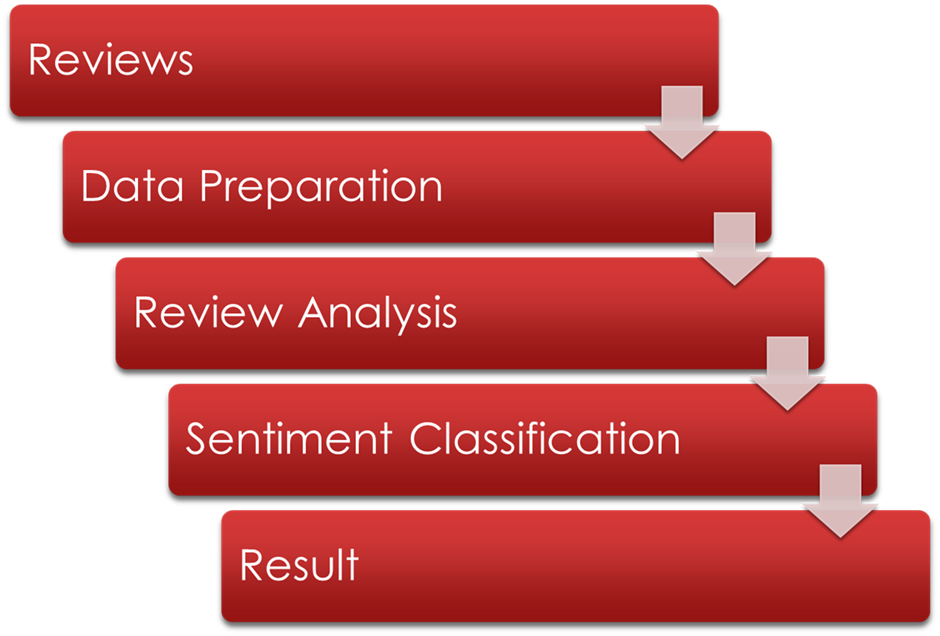 Reviews
Data Preparation
Review Analysis
Sentiment Classification
Result